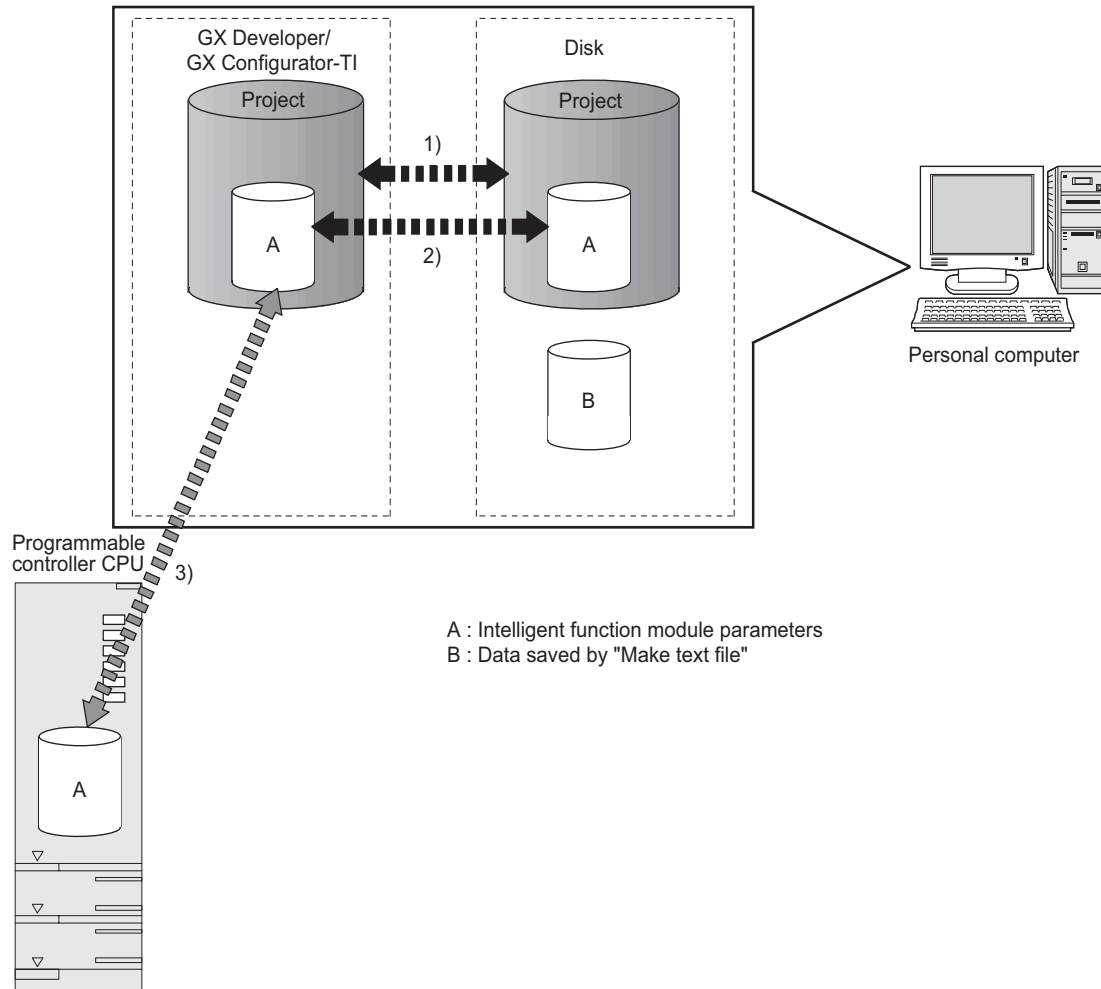 GX Developer/
GX Configurator-TI
Disk
Project
Project
1)
A
2)
A
B
Personal computer
Programmable
controller CPU
3)
A
A : Intelligent function module parameters
B : Data saved by "Make text file"